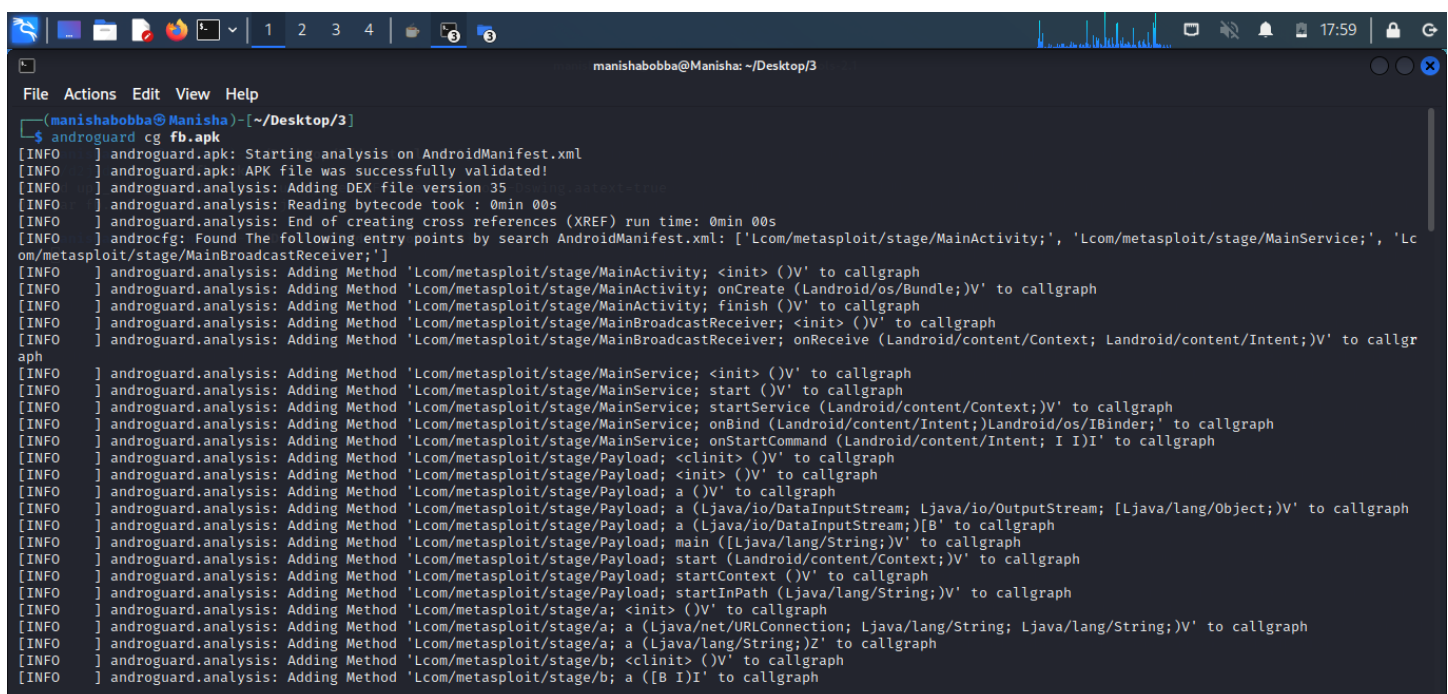 1 2 3 4 3 3 17:59
manishabobba@Manisha: ~/Desktop/3
File Actions Edit View Help
(manishabobba㉿Manisha)-[~/Desktop/3]
$ androguard cg fb.apk
[INFO ] androguard.apk: Starting analysis on AndroidManifest.xml
[INFO ] androguard.apk: APK file was successfully validated!
[INFO ] androguard.analysis: Adding DEX file version 35
[INFO ] androguard.analysis: Reading bytecode took : 0min 00s
[INFO ] androguard.analysis: End of creating cross references (XREF) run time: 0min 00s
[INFO ] androcfg: Found The following entry points by search AndroidManifest.xml: ['Lcom/metasploit/stage/MainActivity;', 'Lcom/metasploit/stage/MainService;', 'Lc
om/metasploit/stage/MainBroadcastReceiver;']
[INFO ] androguard.analysis: Adding Method 'Lcom/metasploit/stage/MainActivity; <init> ()V' to callgraph
[INFO ] androguard.analysis: Adding Method 'Lcom/metasploit/stage/MainActivity; onCreate (Landroid/os/Bundle;)V' to callgraph
[INFO ] androguard.analysis: Adding Method 'Lcom/metasploit/stage/MainActivity; finish ()V' to callgraph
[INFO ] androguard.analysis: Adding Method 'Lcom/metasploit/stage/MainBroadcastReceiver; <init> ()V' to callgraph
[INFO ] androguard.analysis: Adding Method 'Lcom/metasploit/stage/MainBroadcastReceiver; onReceive (Landroid/content/Context; Landroid/content/Intent;)V' to callgr
aph
[INFO ] androguard.analysis: Adding Method 'Lcom/metasploit/stage/MainService; <init> ()V' to callgraph
[INFO ] androguard.analysis: Adding Method 'Lcom/metasploit/stage/MainService; start ()V' to callgraph
[INFO ] androguard.analysis: Adding Method 'Lcom/metasploit/stage/MainService; startService (Landroid/content/Context;)V' to callgraph
[INFO ] androguard.analysis: Adding Method 'Lcom/metasploit/stage/MainService; onBind (Landroid/content/Intent;)Landroid/os/IBinder;' to callgraph
[INFO ] androguard.analysis: Adding Method 'Lcom/metasploit/stage/MainService; onStartCommand (Landroid/content/Intent; I I)I' to callgraph
[INFO ] androguard.analysis: Adding Method 'Lcom/metasploit/stage/Payload; <clinit> ()V' to callgraph
[INFO ] androguard.analysis: Adding Method 'Lcom/metasploit/stage/Payload; <init> ()V' to callgraph
[INFO ] androguard.analysis: Adding Method 'Lcom/metasploit/stage/Payload; a ()V' to callgraph
[INFO ] androguard.analysis: Adding Method 'Lcom/metasploit/stage/Payload; a (Ljava/io/DataInputStream; Ljava/io/OutputStream; [Ljava/lang/Object;)V' to callgraph
[INFO ] androguard.analysis: Adding Method 'Lcom/metasploit/stage/Payload; a (Ljava/io/DataInputStream;)[B' to callgraph
[INFO ] androguard.analysis: Adding Method 'Lcom/metasploit/stage/Payload; main ([Ljava/lang/String;)V' to callgraph
[INFO ] androguard.analysis: Adding Method 'Lcom/metasploit/stage/Payload; start (Landroid/content/Context;)V' to callgraph
[INFO ] androguard.analysis: Adding Method 'Lcom/metasploit/stage/Payload; startContext ()V' to callgraph
[INFO ] androguard.analysis: Adding Method 'Lcom/metasploit/stage/Payload; startInPath (Ljava/lang/String;)V' to callgraph
[INFO ] androguard.analysis: Adding Method 'Lcom/metasploit/stage/a; <init> ()V' to callgraph
[INFO ] androguard.analysis: Adding Method 'Lcom/metasploit/stage/a; a (Ljava/net/URLConnection; Ljava/lang/String; Ljava/lang/String;)V' to callgraph
[INFO ] androguard.analysis: Adding Method 'Lcom/metasploit/stage/a; a (Ljava/lang/String;)Z' to callgraph
[INFO ] androguard.analysis: Adding Method 'Lcom/metasploit/stage/b; <clinit> ()V' to callgraph
[INFO ] androguard.analysis: Adding Method 'Lcom/metasploit/stage/b; a ([B I)I' to callgraph